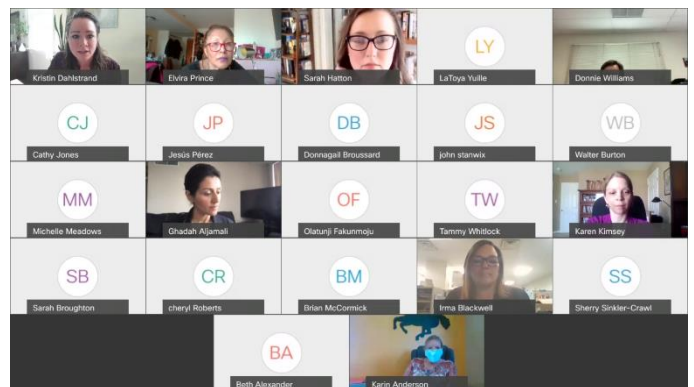 Kristin Dahlstrand
Elvira Prince
Sarah Hatton
LY
LaToya Yuille
Donnie Williams
CJ
Cathy Jones
JP
Jesús Pérez
DB
Donnagail Broussard
JS
john stanwix
WB
Walter Burton
MM
Michelle Meadows
Ghadah Aljamali
OF
Olatunji Fakunmoju
TW
Tammy Whitlock
Karen Kimsey
SB
Sarah Broughton
CR
cheryl Roberts
BM
Brian McCormick
Irma Blackwell
SS
Sherry Sinkler-Crawl
BA
Beth Alexander
Karin Anderson